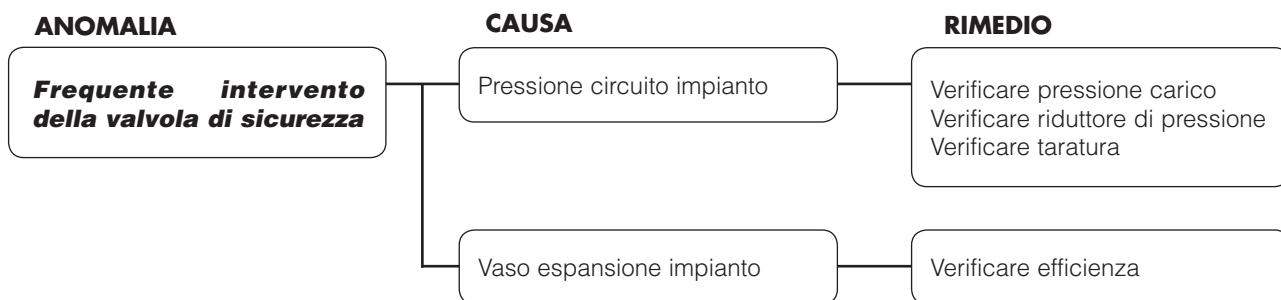 ANOMALIA
CAUSA
RIMEDIO
Frequente intervento
della valvola di sicurezza
Pressione circuito impianto
Verificare pressione carico
Verificare riduttore di pressione
Verificare taratura
Vaso espansione impianto
Verificare efficienza